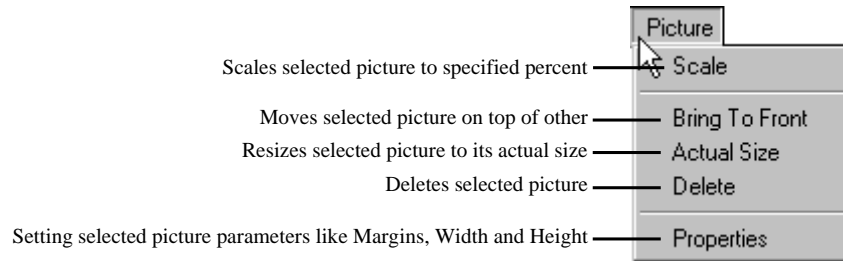 Picture
Scales selected picture to specified percent Scale
Moves selected picture on top of other Bring To Front
Resizes selected picture to its actual size Actual Size
Deletes selected picture Delete
Setting selected picture parameters like Margins, Width and Height Properties